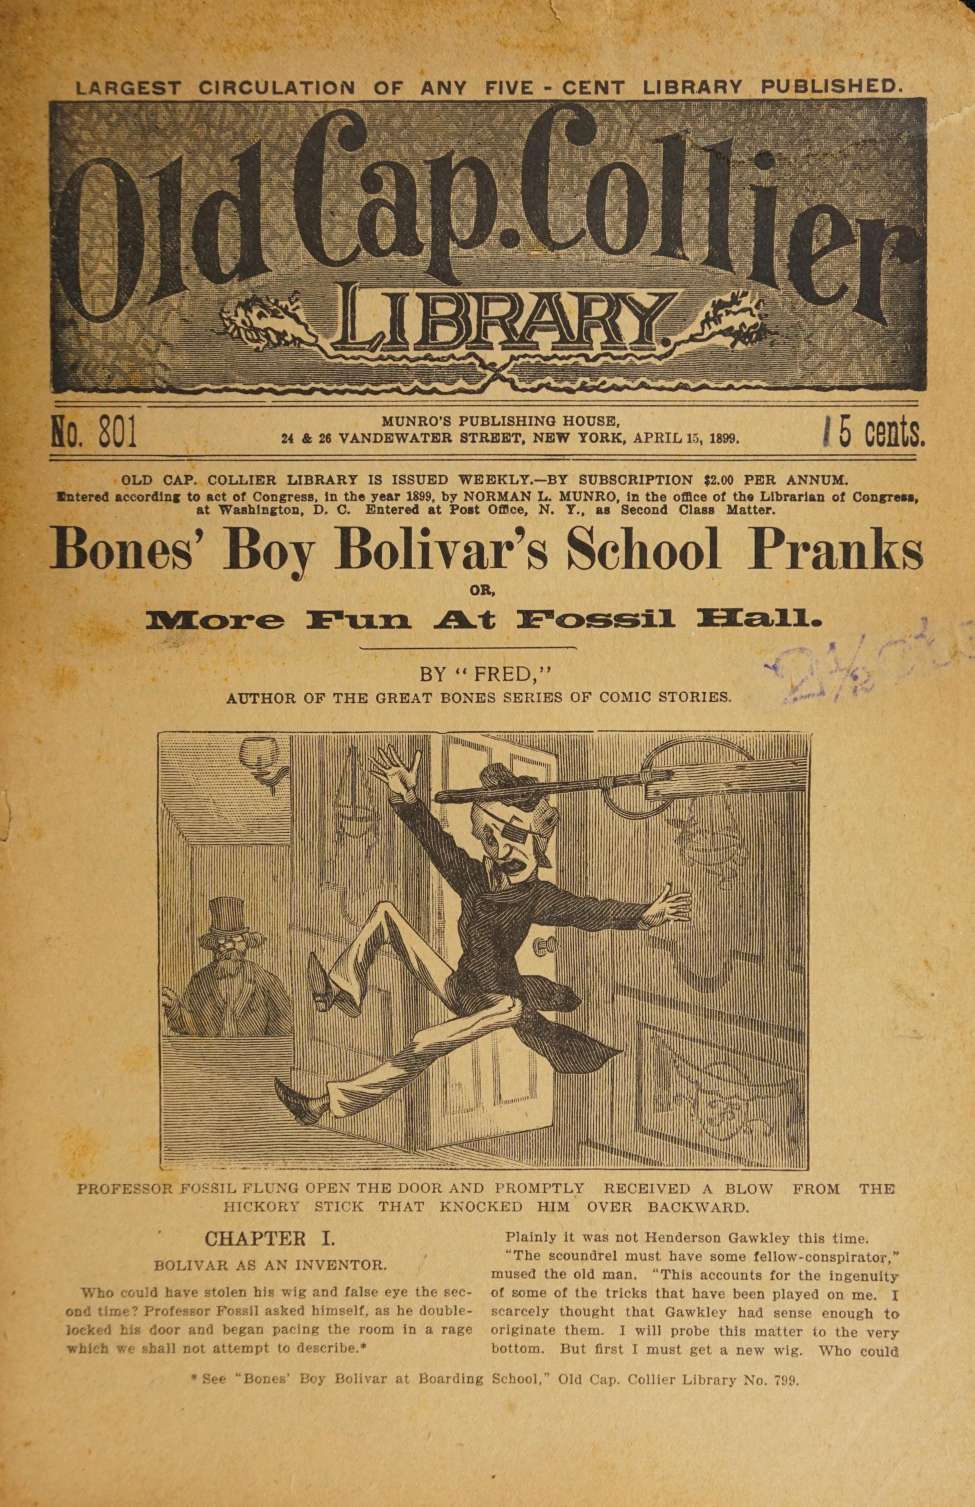 LARGEST CIRCULATION OF ANY FIVE-CENT LIBRARY PUBLISHED.
Old Cap. Collier
LIBRARY.
No. 801
MUNRO'S PUBLISHING HOUSE,
24 & 26 VANDEWATER STREET, NEW YORK, APRIL 15, 1899.
5 cents.
OLD CAP. COLLIER LIBRARY IS ISSUED WEEKLY.—BY SUBSCRIPTION $2.00 PER ANNUM.
Entered according to act of Congress, in the year 1899, by NORMAN L. MUNRO, in the office of the Librarian of Congress,
at Washington, D. C. Entered at Post Office, N. Y., as Second Class Matter.
Bones' Boy Bolivar's School Pranks
OR,
More Fun At Fossil Hall.
BY "FRED,"
AUTHOR OF THE GREAT BONES SERIES OF COMIC STORIES.
PROFESSOR FOSSIL FLUNG OPEN THE DOOR AND PROMPTLY RECEIVED A BLOW FROM THE
HICKORY STICK THAT KNOCKED HIM OVER BACKWARD.
CHAPTER I.
BOLIVAR AS AN INVENTOR.
Who could have stolen his wig and false eye the sec-
ond time? Professor Fossil asked himself, as he double-
locked his door and began pacing the room in a rage
which we shall not attempt to describe.*
Plainly it was not Henderson Gawkley this time.
"The scoundrel must have some fellow-conspirator,"
mused the old man. "This accounts for the ingenuity
of some of the tricks that have been played on me. I
scarcely thought that Gawkley had sense enough to
originate them. I will probe this matter to the very
bottom. But first I must get a new wig. Who could
* See "Bones' Boy Bolivar at Boarding School," Old Cap. Collier Library No. 799.